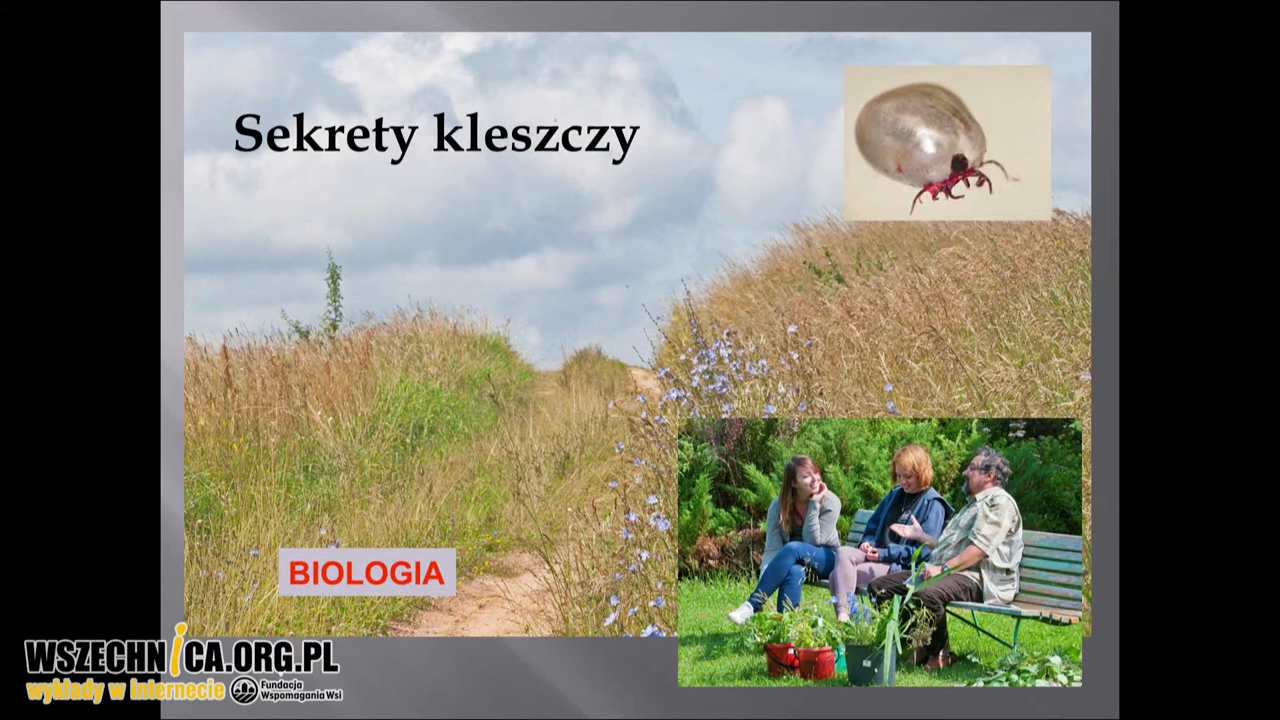 Sekrety kleszczy
BIOLOGIA
WSZECHNiCA.ORG.PL
wykłady w Internecie
Fundacja
Wspomagania Wsi